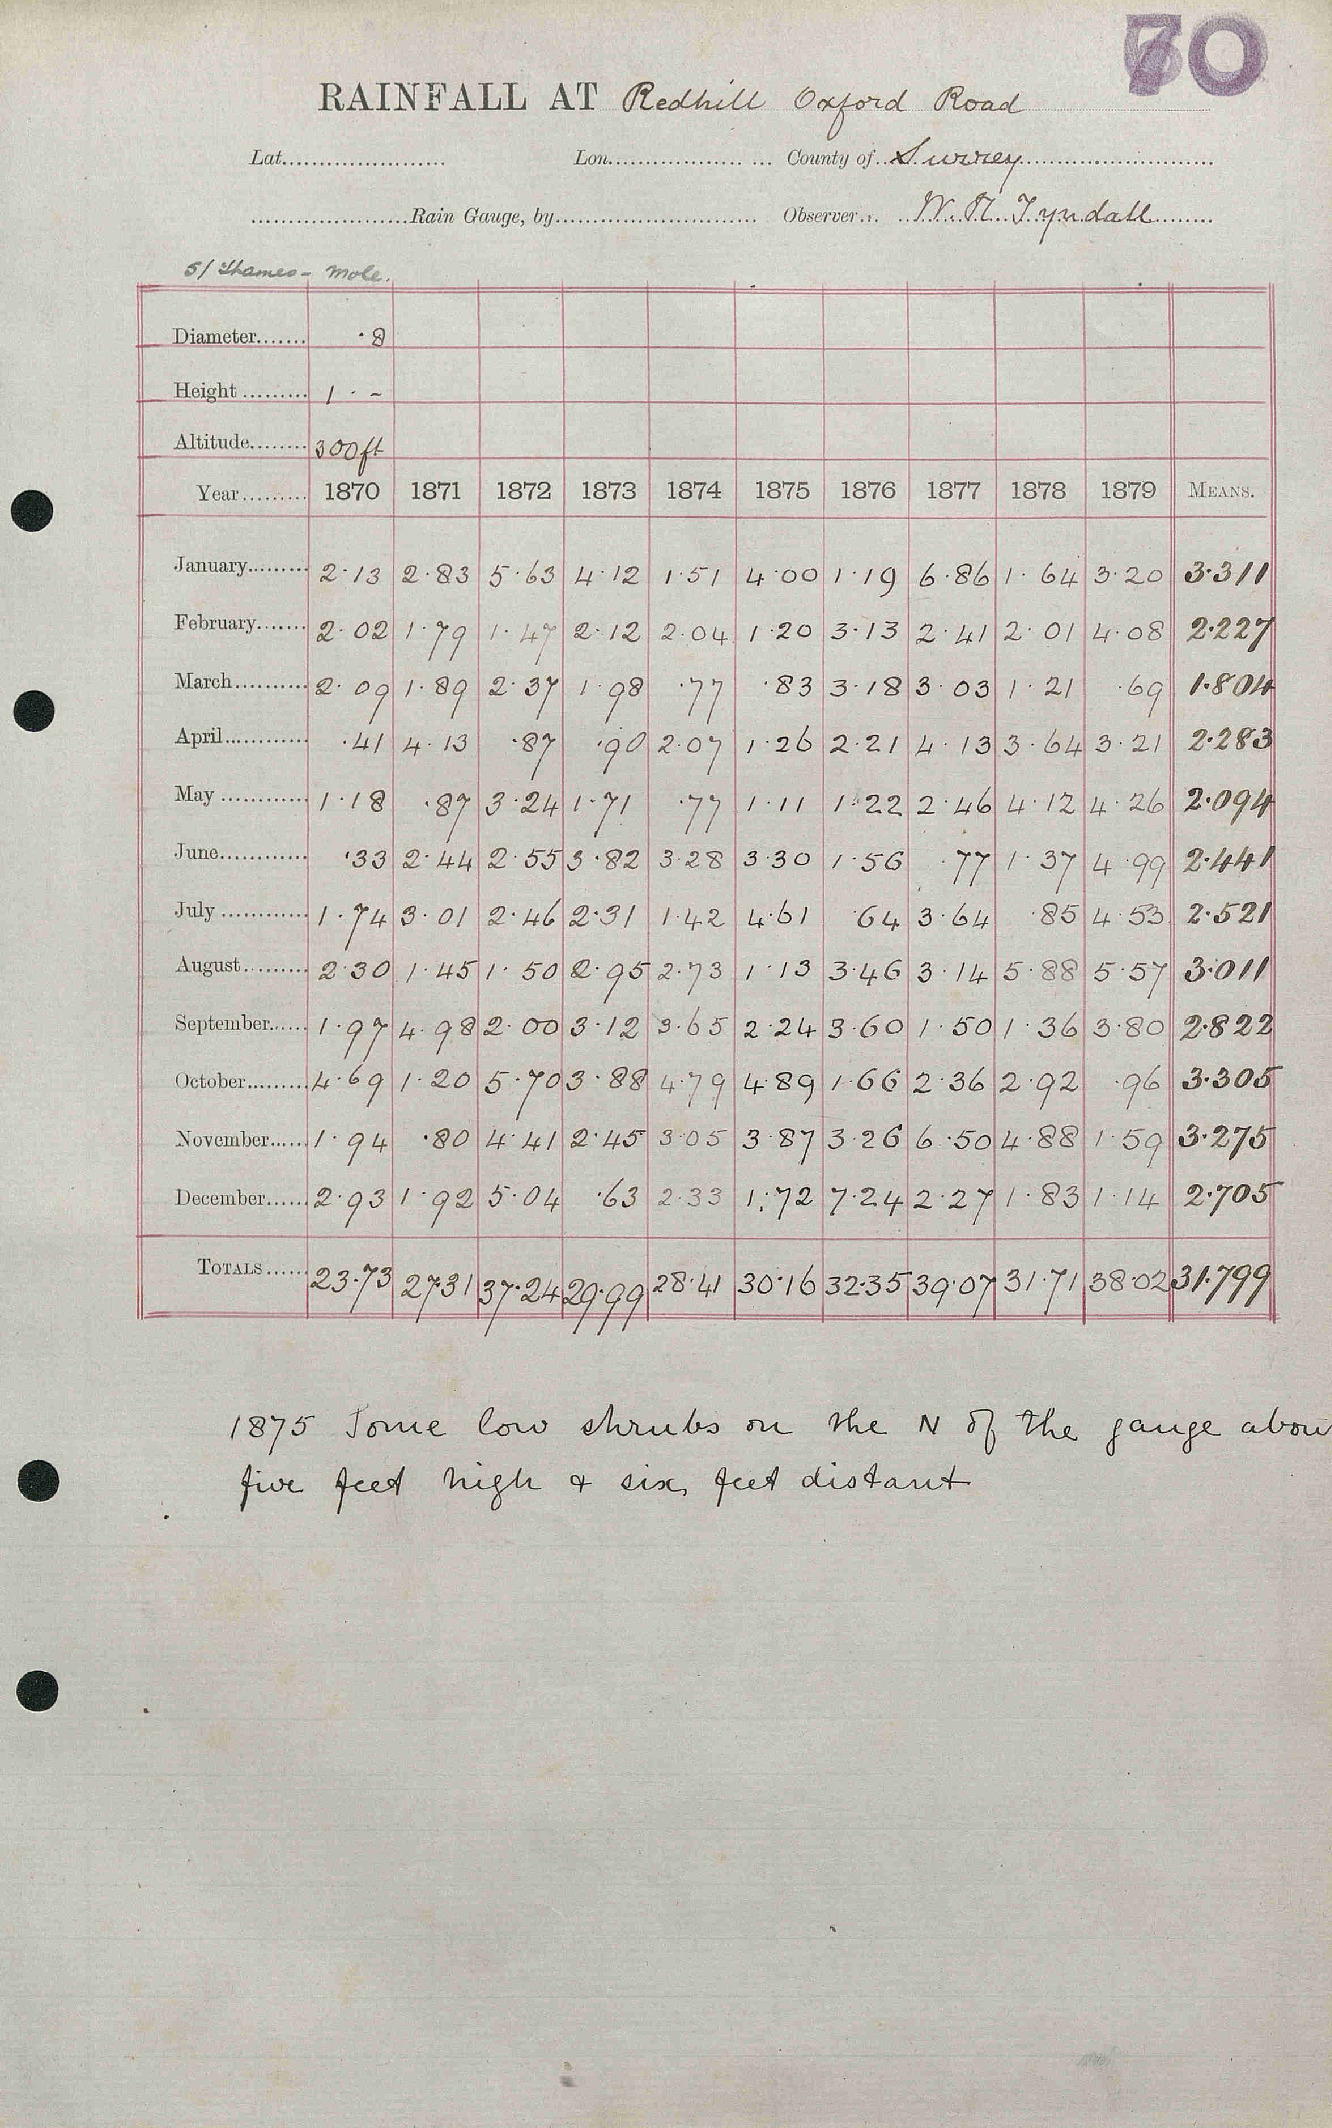 70
RAINFALL AT Redhill Oxford Road
Lat. Lon. County of Surrey
Rain Gauge, by Observer W. H. Tyndall
5/ Thames - Mole.
Diameter ·8
Height 1 · -
Altitude 300ft
Year 1870 1871 1872 1873 1874 1875 1876 1877 1878 1879 MEANS.
January 2·13 2·83 5·63 4·12 1·51 4·00 1·19 6·86 1·64 3·20 3·311
February 2·02 1·79 1·47 2·12 2·04 1·20 3·13 2·41 2·01 4·08 2·227
March 2·09 1·89 2·37 1·98 ·77 ·83 3·18 3·03 1·21 ·69 1·804
April ·41 4·13 ·87 ·90 2·07 1·26 2·21 4·13 3·64 3·21 2·283
May 1·18 ·87 3·24 1·71 ·77 1·11 1·22 2·46 4·12 4·26 2·094
June ·33 2·44 2·55 3·82 3·28 3·30 1·56 ·77 1·37 4·99 2·441
July 1·74 3·01 2·46 2·31 1·42 4·61 ·64 3·64 ·85 4·53 2·521
August 2·30 1·45 1·50 2·95 2·73 1·13 3·46 3·14 5·88 5·57 3·011
September 1·97 4·98 2·00 3·12 3·65 2·24 3·60 1·50 1·36 3·80 2·822
October 4·69 1·20 5·70 3·88 4·79 4·89 1·66 2·36 2·92 ·96 3·305
November 1·94 ·80 4·41 2·45 3·05 3·87 3·26 6·50 4·88 1·59 3·275
December 2·93 1·92 5·04 ·63 2·33 1·72 7·24 2·27 1·83 1·14 2·705
TOTALS 23·73 27·31 37·24 29·99 28·41 30·16 32·35 39·07 31·71 38·02 31·799
1875 Some low shrubs on the N of the gauge abou
five feet high & six feet distant